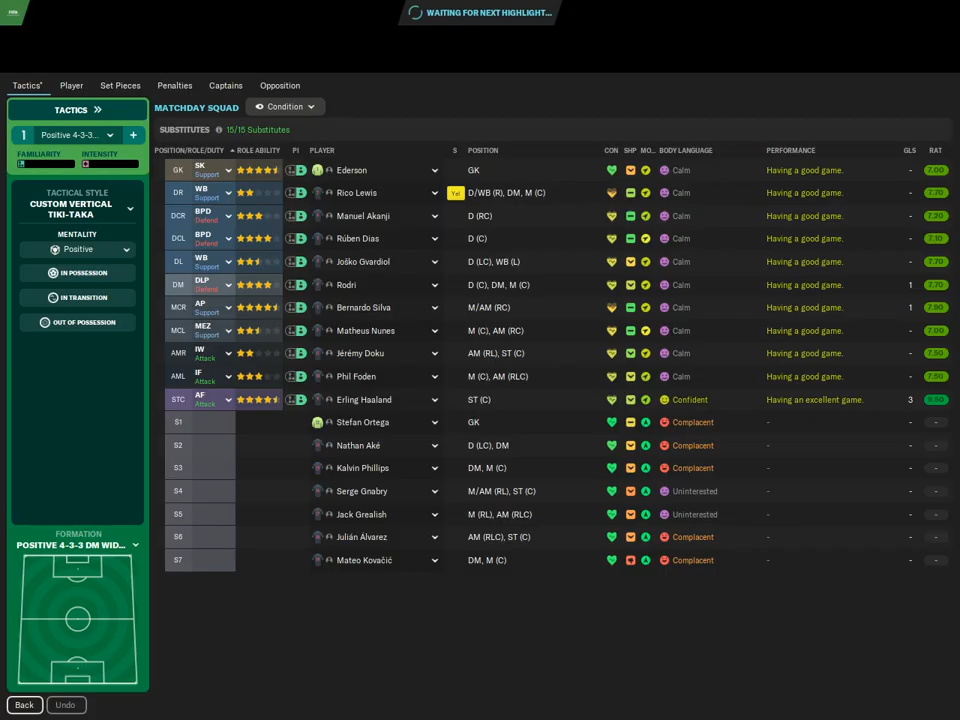 WAITING FOR NEXT HIGHLIGHT...
Tactics* Player Set Pieces Penalties Captains Opposition
TACTICS
MATCHDAY SQUAD Condition
1 Positive 4-3-3... +
SUBSTITUTES 15/15 Substitutes
FAMILIARITY INTENSITY
POSITION/ROLE/DUTY ROLE ABILITY PI PLAYER S POSITION CON SHP MO... BODY LANGUAGE PERFORMANCE GLS RAT
GK SK Support Ederson GK Calm Having a good game. - 7.00
DR WB Support Rico Lewis Yel D/WB (R), DM, M (C) Calm Having a good game. - 7.70
DCR BPD Defend Manuel Akanji D (RC) Calm Having a good game. - 7.20
DCL BPD Defend Rúben Dias D (C) Calm Having a good game. - 7.10
DL WB Support Joško Gvardiol D (LC), WB (L) Calm Having a good game. - 7.70
DM DLP Defend Rodri D (C), DM, M (C) Calm Having a good game. 1 7.70
MCR AP Support Bernardo Silva M/AM (RC) Calm Having a good game. 1 7.90
MCL MEZ Support Matheus Nunes M (C), AM (RC) Calm Having a good game. - 7.00
AMR IW Attack Jérémy Doku AM (RL), ST (C) Calm Having a good game. - 7.50
AML IF Attack Phil Foden M (C), AM (RLC) Calm Having a good game. - 7.50
STC AF Attack Erling Haaland ST (C) Confident Having an excellent game. 3 9.50
S1 Stefan Ortega GK Complacent - - -
S2 Nathan Aké D (LC), DM Complacent - - -
S3 Kalvin Phillips DM, M (C) Complacent - - -
S4 Serge Gnabry M/AM (RL), ST (C) Uninterested - - -
S5 Jack Grealish M (RL), AM (RLC) Uninterested - - -
S6 Julián Álvarez AM (RLC), ST (C) Complacent - - -
S7 Mateo Kovačić DM, M (C) Complacent - - -
TACTICAL STYLE
CUSTOM VERTICAL
TIKI-TAKA
MENTALITY
Positive
IN POSSESSION
IN TRANSITION
OUT OF POSSESSION
FORMATION
POSITIVE 4-3-3 DM WID...
Back Undo